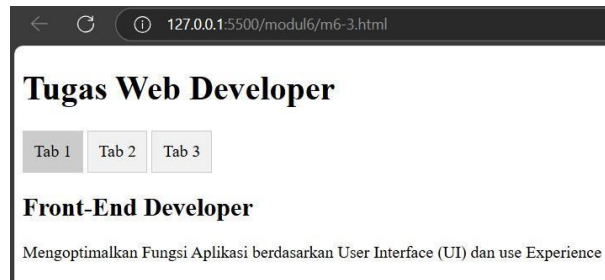 127.0.0.1:5500/modul6/m6-3.html
Tugas Web Developer
Tab 1 Tab 2 Tab 3
Front-End Developer
Mengoptimalkan Fungsi Aplikasi berdasarkan User Interface (UI) dan use Experience